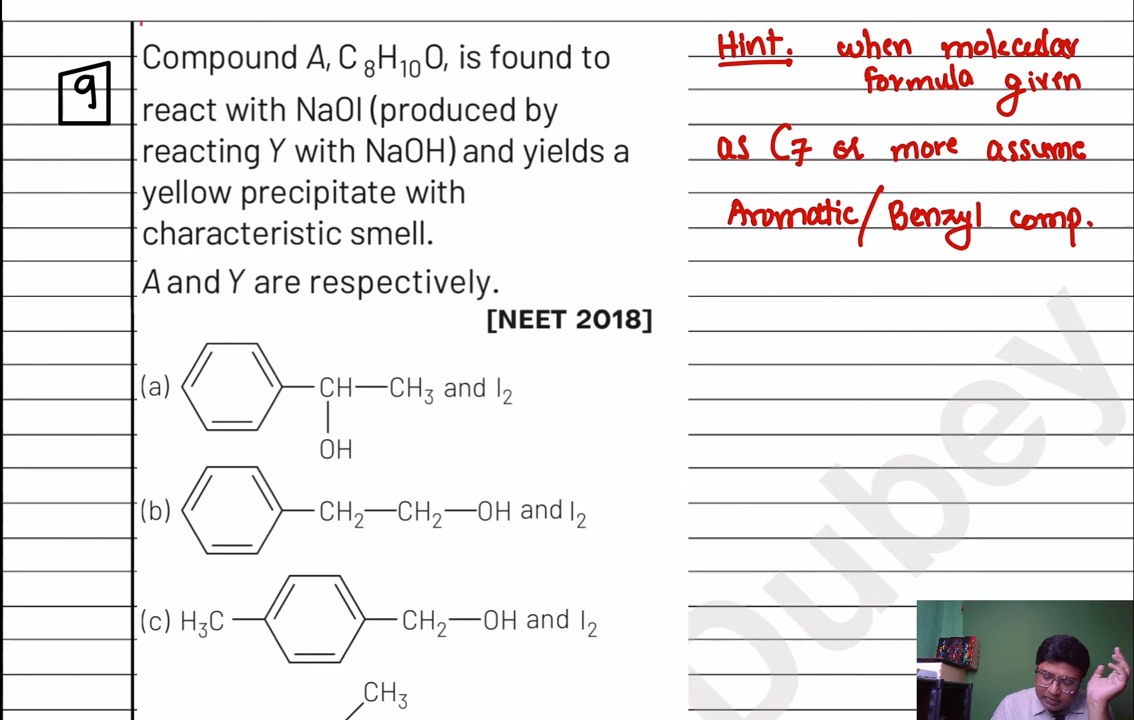 9
Compound A, C8H10O, is found to
react with NaOI (produced by
reacting Y with NaOH) and yields a
yellow precipitate with
characteristic smell.
A and Y are respectively.
[NEET 2018]
(a) CH—CH3 and I2
OH
(b) CH2—CH2—OH and I2
(c) H3C CH2—OH and I2
CH3
Hint. when molecular
formula given
as C7 or more assume
Aromatic/Benzyl comp.
Dubey